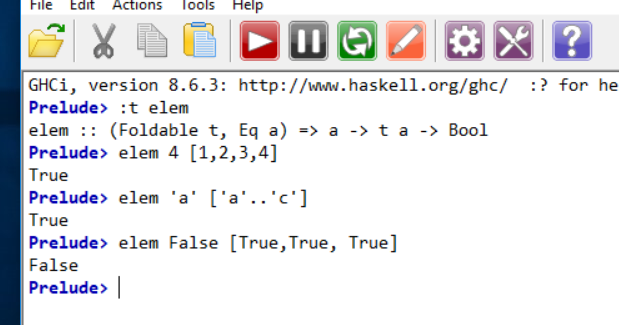 File Edit Actions Tools Help
GHCi, version 8.6.3: http://www.haskell.org/ghc/ :? for he
Prelude> :t elem
elem :: (Foldable t, Eq a) => a -> t a -> Bool
Prelude> elem 4 [1,2,3,4]
True
Prelude> elem 'a' ['a'..'c']
True
Prelude> elem False [True,True, True]
False
Prelude>